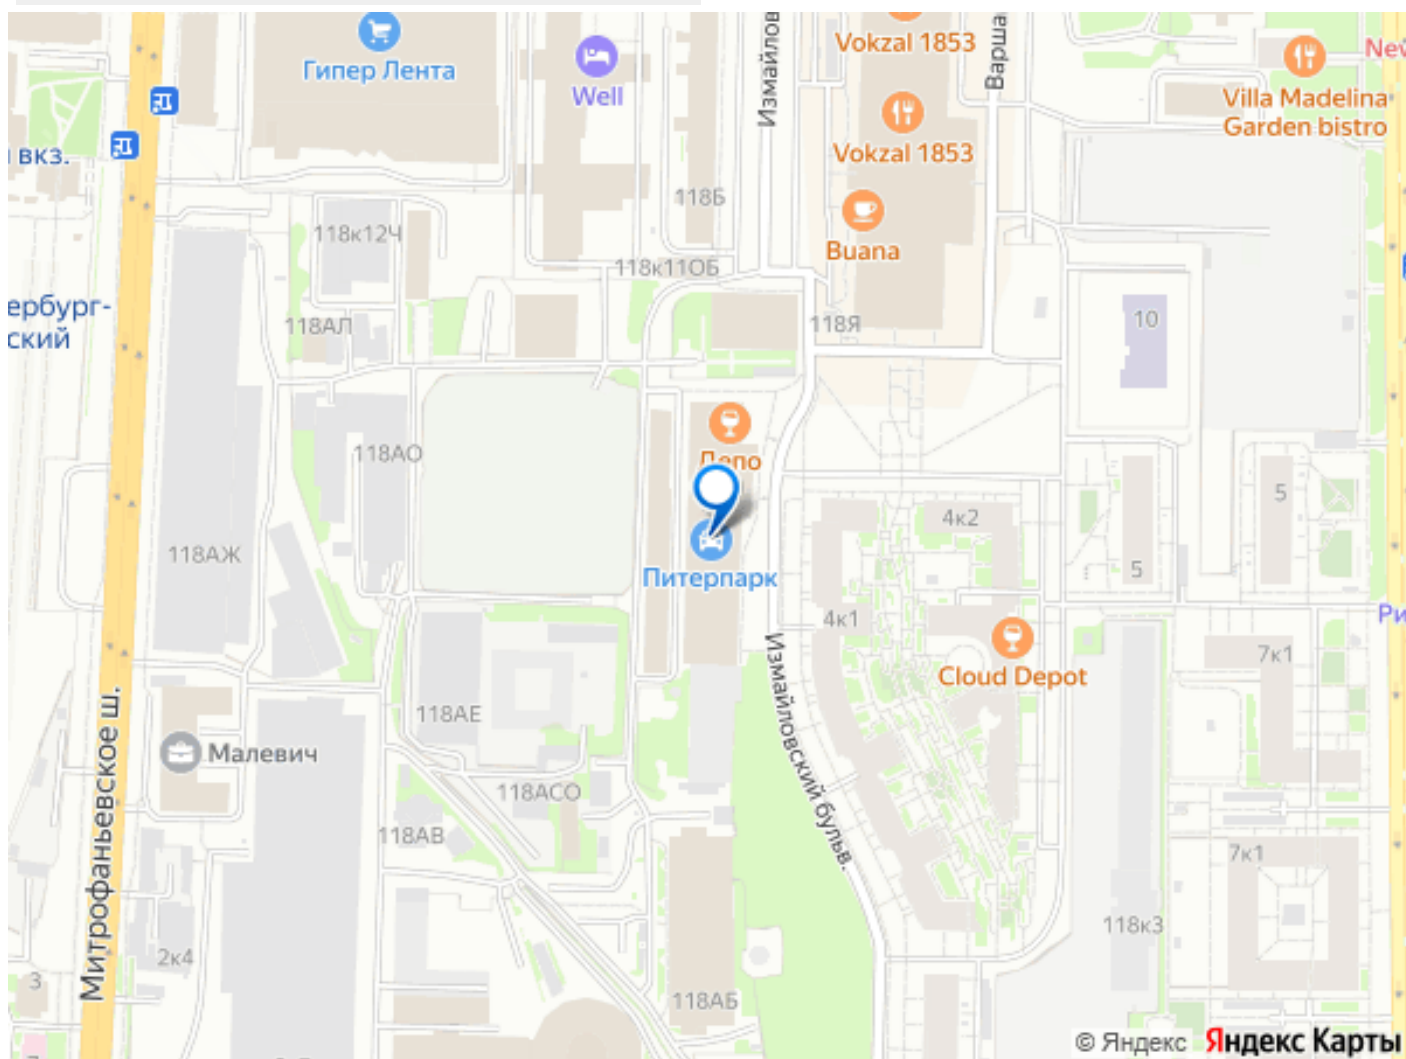 Гипер Лента
Well
Измайлов
Vokzal 1853
Варша
New
Villa Madelina
Garden bistro
Vokzal 1853
вкз.
118Б
118к12Ч
Buana
118к11ОБ
ербург-
ский
118АЛ
118Я
10
Депо
118АО
4к2
5
5
118АЖ
Питерпарк
4к1
Ри
7к1
Cloud Depot
Измайловский бульв.
118АЕ
Митрофаньевское ш.
Малевич
118АСО
118АВ
7к1
118к3
2к4
3
118АБ
© Яндекс Яндекс Карты